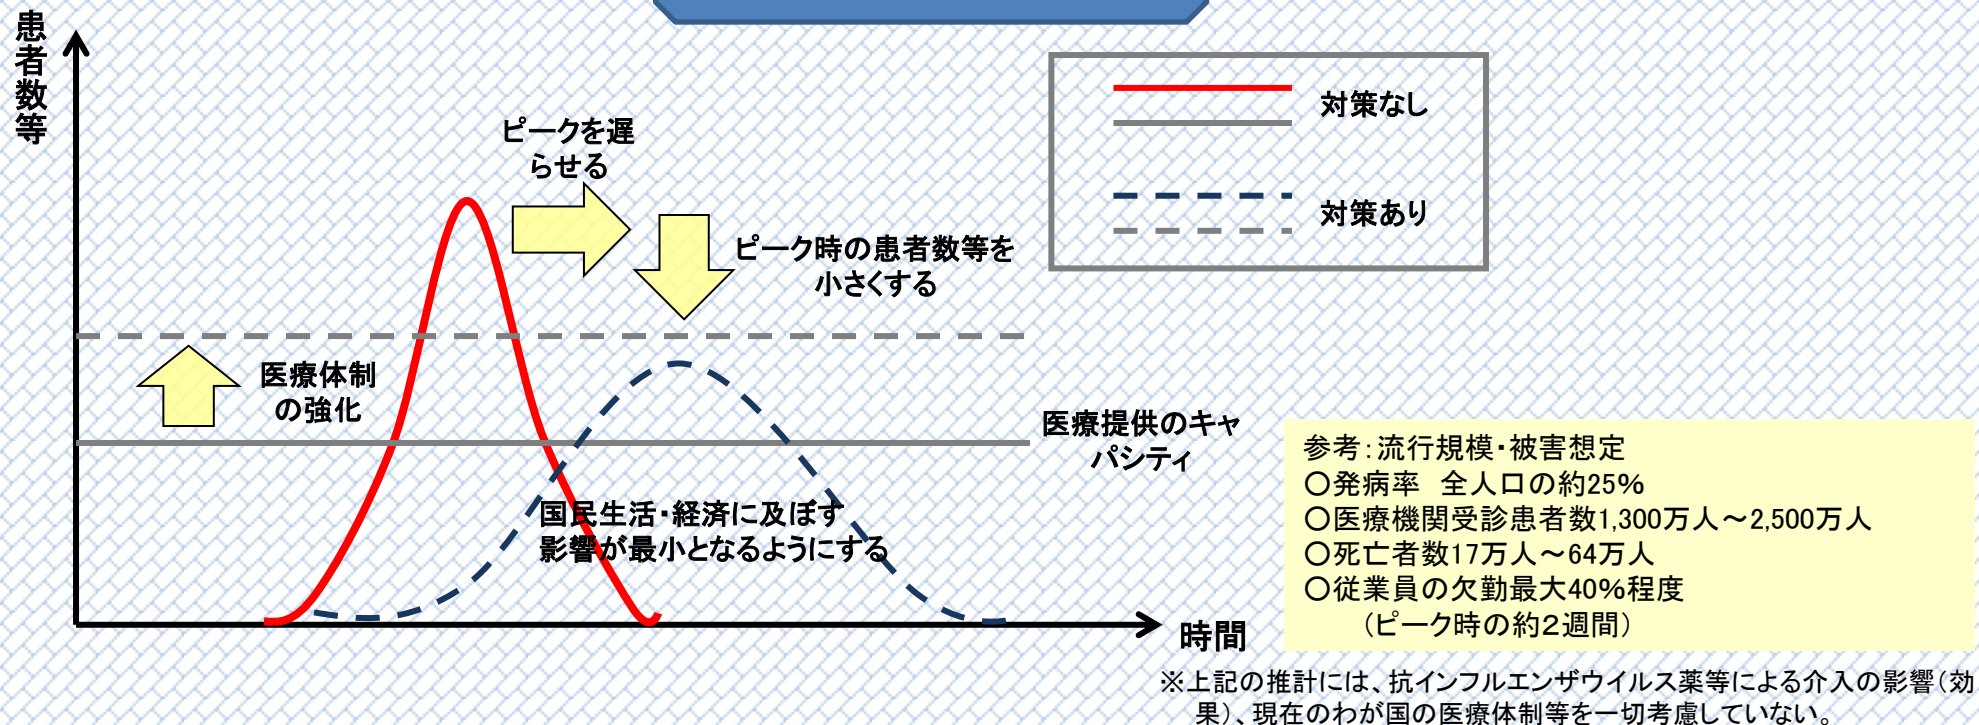 患者数等
ピークを遅
らせる
ピーク時の患者数等を
小さくする
対策なし
対策あり
医療体制
の強化
医療提供のキャ
パシティ
国民生活・経済に及ぼす
影響が最小となるようにする
時間
参考：流行規模・被害想定
○発病率　全人口の約25%
○医療機関受診患者数1,300万人～2,500万人
○死亡者数17万人～64万人
○従業員の欠勤最大40%程度
（ピーク時の約２週間）
※上記の推計には、抗インフルエンザウイルス薬等による介入の影響（効
果）、現在のわが国の医療体制等を一切考慮していない。